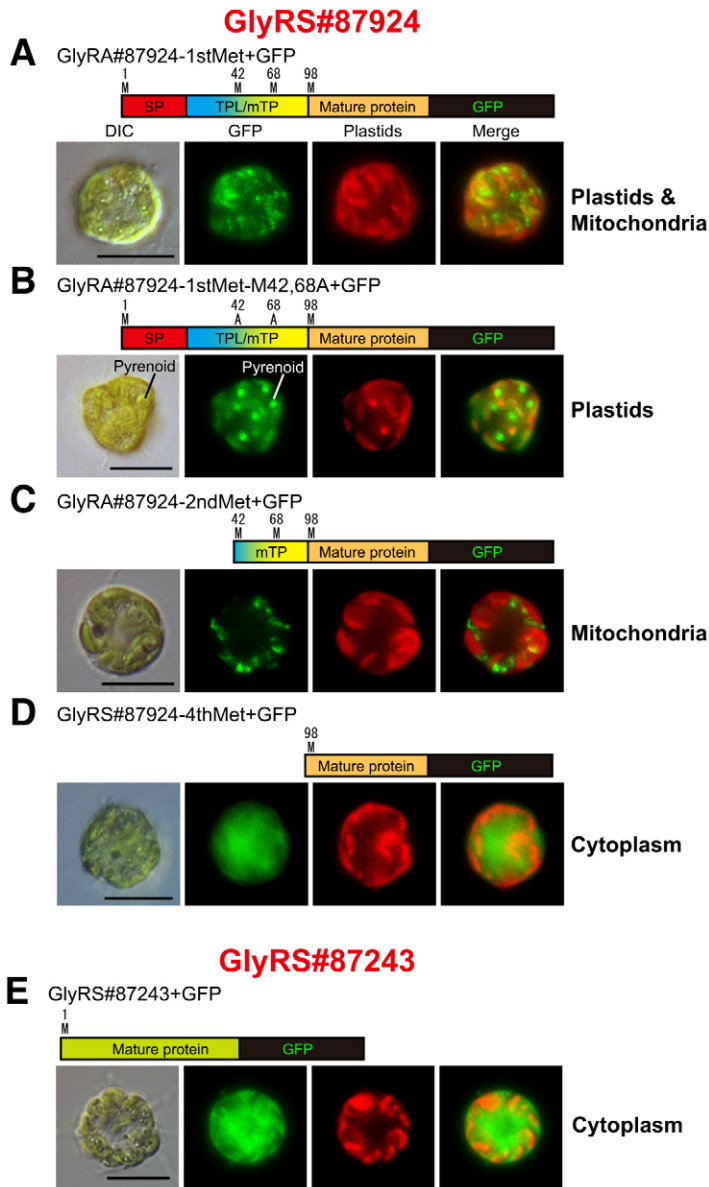 GlyRS#87924
A
GlyRA#87924-1stMet+GFP
1 42 68 98
M M M M
SP TPL/mTP Mature protein GFP
DIC GFP Plastids Merge
Plastids &
Mitochondria
B
GlyRA#87924-1stMet-M42,68A+GFP
1 42 68 98
M A A M
SP TPL/mTP Mature protein GFP
Pyrenoid Pyrenoid
Plastids
C
GlyRA#87924-2ndMet+GFP
42 68 98
M M M
mTP Mature protein GFP
Mitochondria
D
GlyRS#87924-4thMet+GFP
98
M
Mature protein GFP
Cytoplasm
GlyRS#87243
E
GlyRS#87243+GFP
1
M
Mature protein GFP
Cytoplasm